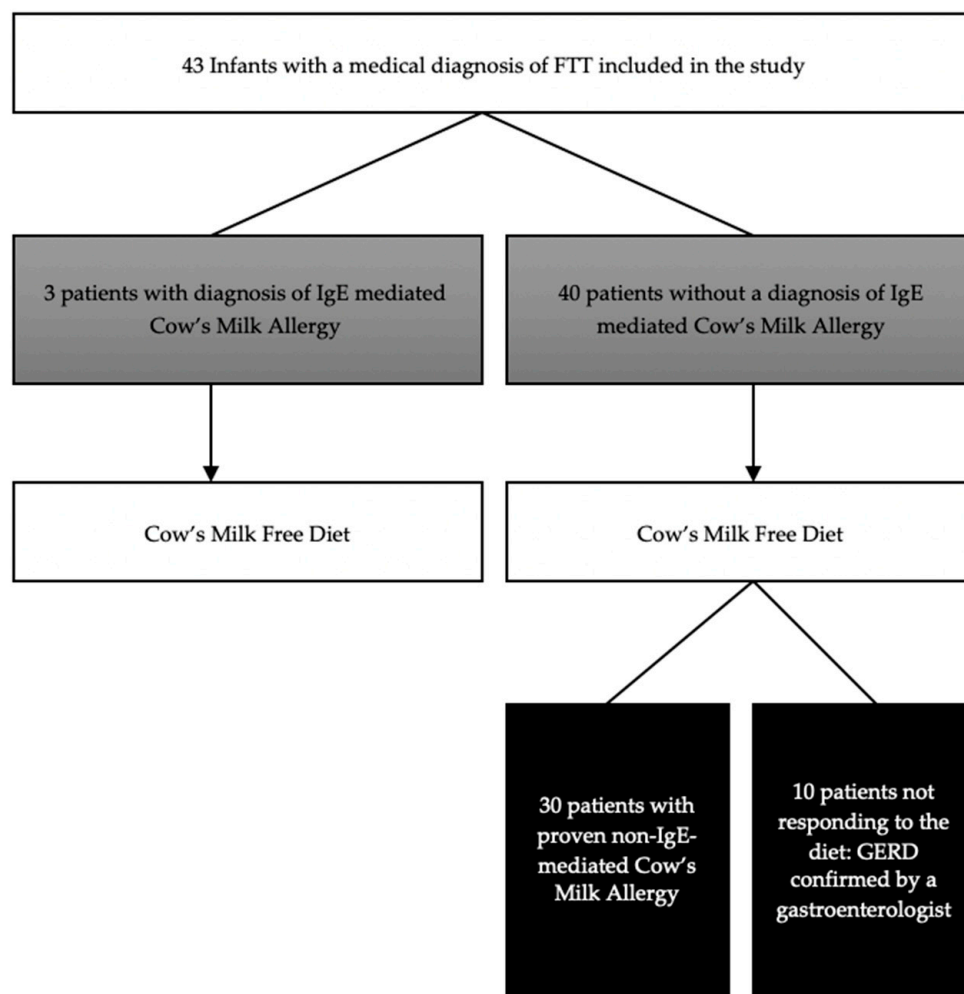 43 Infants with a medical diagnosis of FTT included in the study
3 patients with diagnosis of IgE mediated
Cow's Milk Allergy
40 patients without a diagnosis of IgE
mediated Cow's Milk Allergy
Cow's Milk Free Diet
Cow's Milk Free Diet
30 patients with
proven non-IgE-
mediated Cow's
Milk Allergy
10 patients not
responding to the
diet: GERD
confirmed by a
gastroenterologist